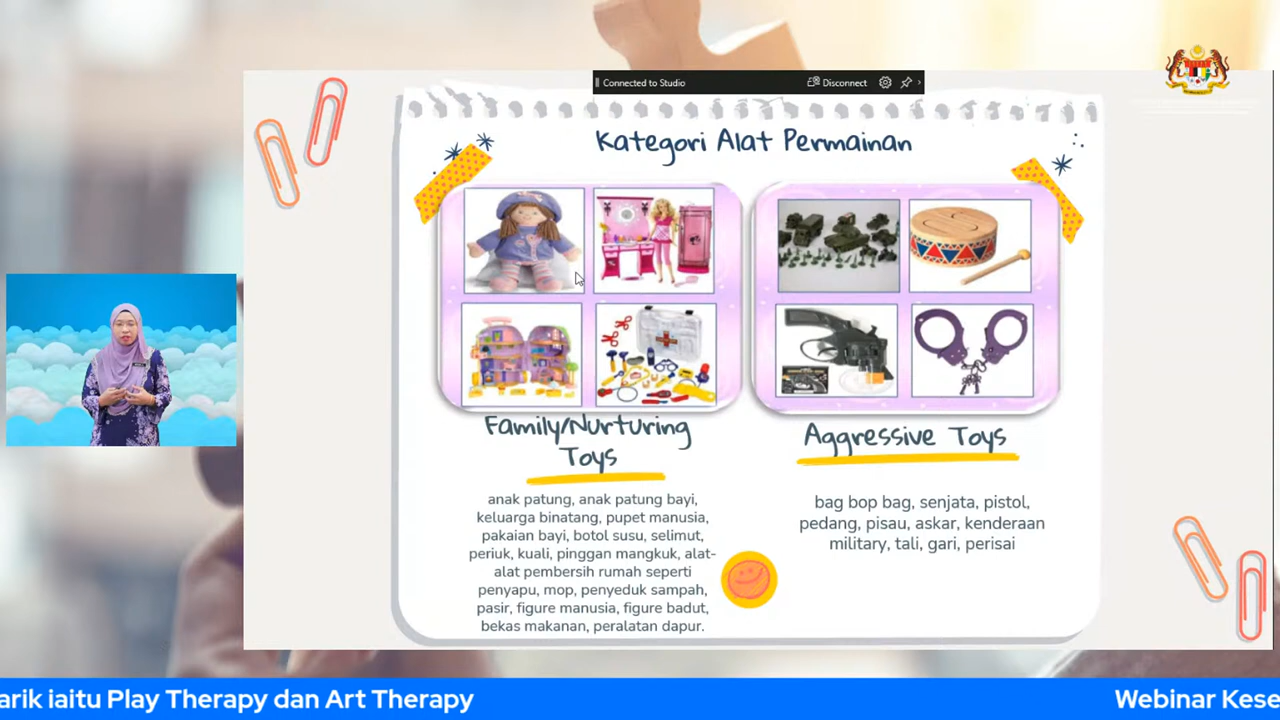 Connected to Studio
Disconnect
Kategori Alat Permainan
Family/Nurturing
Toys
anak patung, anak patung bayi,
keluarga binatang, pupet manusia,
pakaian bayi, botol susu, selimut,
periuk, kuali, pinggan mangkuk, alat-
alat pembersih rumah seperti
penyapu, mop, penyeduk sampah,
pasir, figure manusia, figure badut,
bekas makanan, peralatan dapur.
Aggressive Toys
bag bop bag, senjata, pistol,
pedang, pisau, askar, kenderaan
military, tali, gari, perisai
arik iaitu Play Therapy dan Art Therapy
Webinar Kese